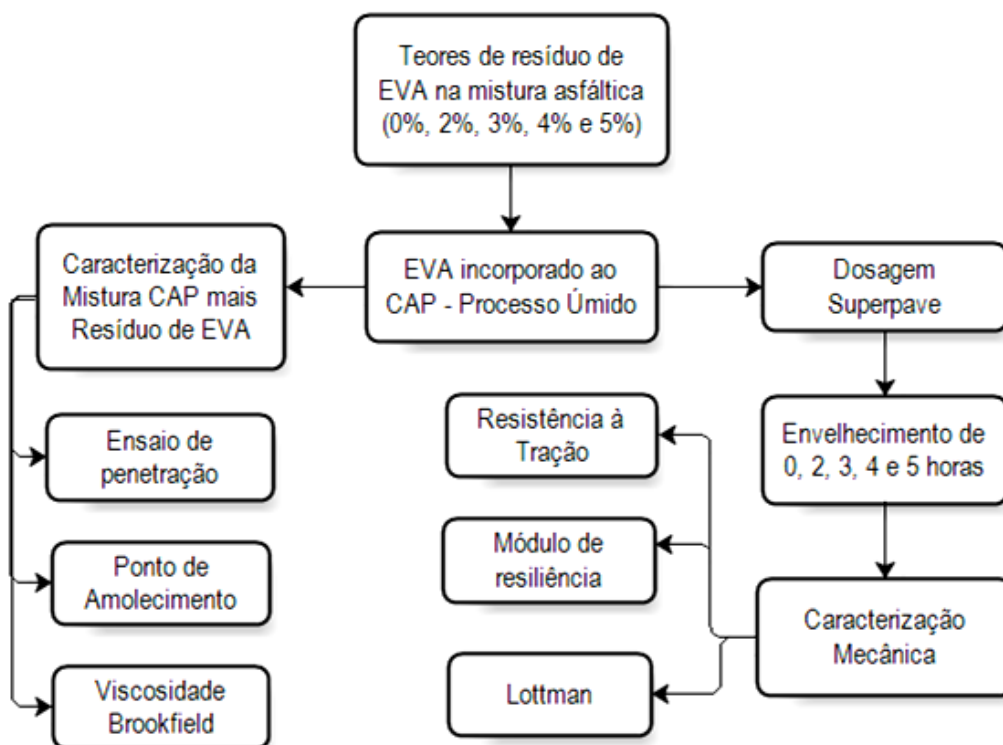 Teores de resíduo de
EVA na mistura asfáltica
(0%, 2%, 3%, 4% e 5%)
Caracterização da
Mistura CAP mais
Resíduo de EVA
EVA incorporado ao
CAP - Processo Úmido
Dosagem
Superpave
Ensaio de
penetração
Resistência à
Tração
Envelhecimento de
0, 2, 3, 4 e 5 horas
Ponto de
Amolecimento
Módulo de
resiliência
Caracterização
Mecânica
Viscosidade
Brookfield
Lottman